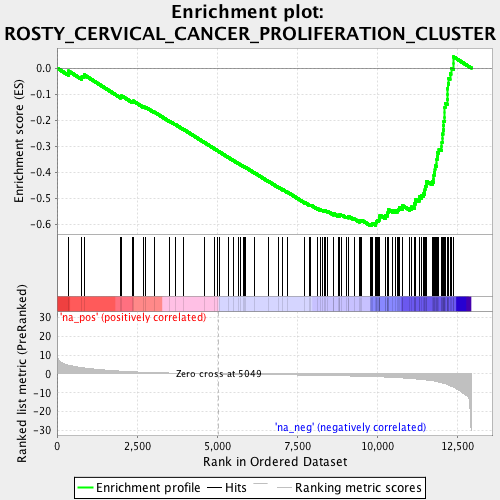 Enrichment plot:
ROSTY_CERVICAL_CANCER_PROLIFERATION_CLUSTER
Enrichment score (ES)
0.0
-0.1
-0.2
-0.3
-0.4
-0.5
-0.6
'na_pos' (positively correlated)
Ranked list metric (PreRanked)
30
20
10
0
-10
-20
-30
Zero cross at 5049
'na_neg' (negatively correlated)
0
2,500
5,000
7,500
10,000
12,500
Rank in Ordered Dataset
Enrichment profile
Hits
Ranking metric scores